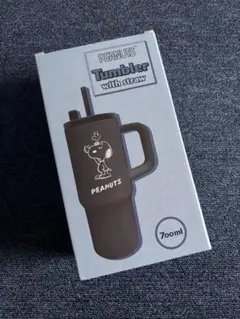 PEANUTS
Tumbler
with straw
PEANUTS
700ml